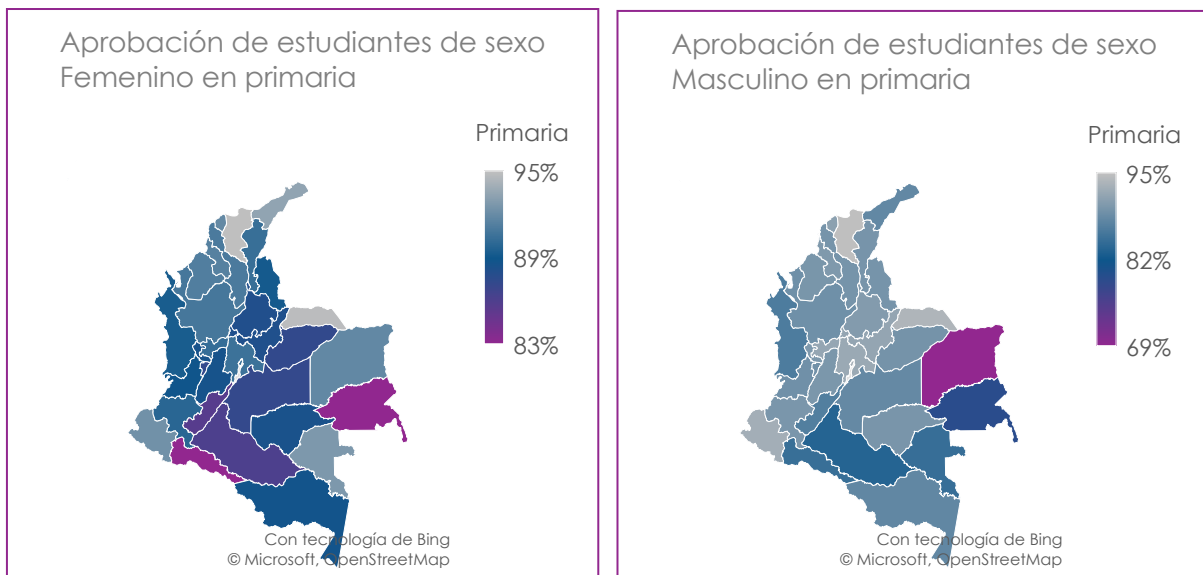 Aprobación de estudiantes de sexo
Femenino en primaria
Primaria
95%
89%
83%
Con tecnología de Bing
© Microsoft, OpenStreetMap
Aprobación de estudiantes de sexo
Masculino en primaria
Primaria
95%
82%
69%
Con tecnología de Bing
© Microsoft, OpenStreetMap